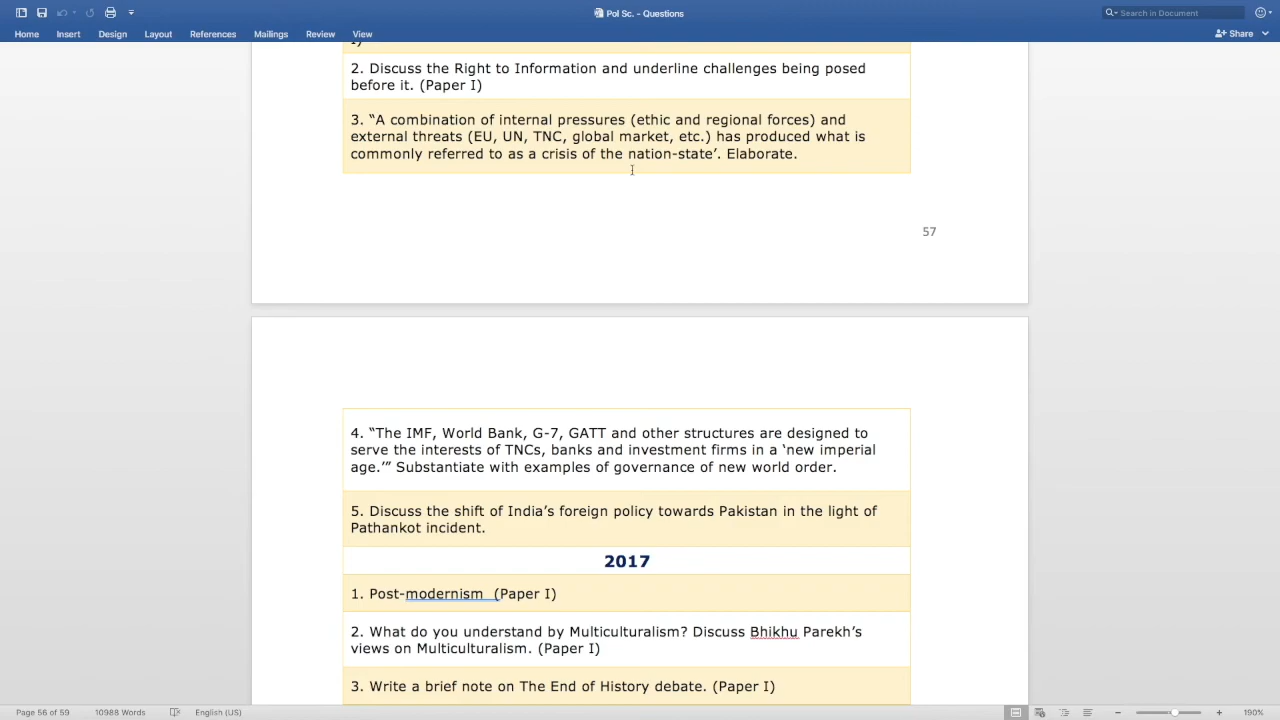 Pol Sc. - Questions
Search in Document
Home Insert Design Layout References Mailings Review View
Share
I)
2. Discuss the Right to Information and underline challenges being posed
before it. (Paper I)
3. “A combination of internal pressures (ethic and regional forces) and
external threats (EU, UN, TNC, global market, etc.) has produced what is
commonly referred to as a crisis of the nation-state’. Elaborate.
57
4. “The IMF, World Bank, G-7, GATT and other structures are designed to
serve the interests of TNCs, banks and investment firms in a ‘new imperial
age.’” Substantiate with examples of governance of new world order.
5. Discuss the shift of India’s foreign policy towards Pakistan in the light of
Pathankot incident.
2017
1. Post-modernism (Paper I)
2. What do you understand by Multiculturalism? Discuss Bhikhu Parekh’s
views on Multiculturalism. (Paper I)
3. Write a brief note on The End of History debate. (Paper I)
Page 56 of 59 10988 Words English (US) 190%